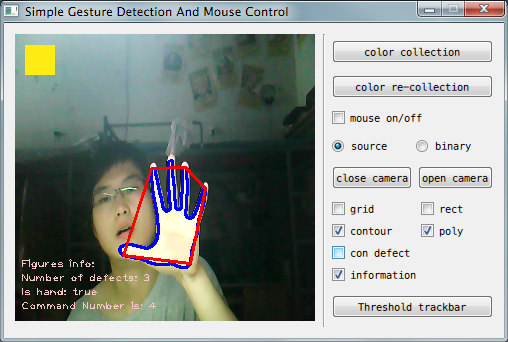 Simple Gesture Detection And Mouse Control
color collection
color re-collection
mouse on/off
source
binary
close camera
open camera
grid
rect
contour
poly
con defect
information
Threshold trackbar
Figures info:
Number of defects: 3
Is hand: true
Command Number is: 4